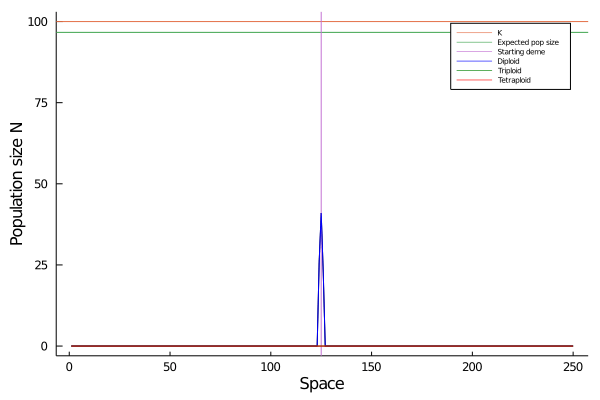 100
75
50
25
0
Population size N
K
Expected pop size
Starting deme
Diploid
Triploid
Tetraploid
0 50 100 150 200 250
Space